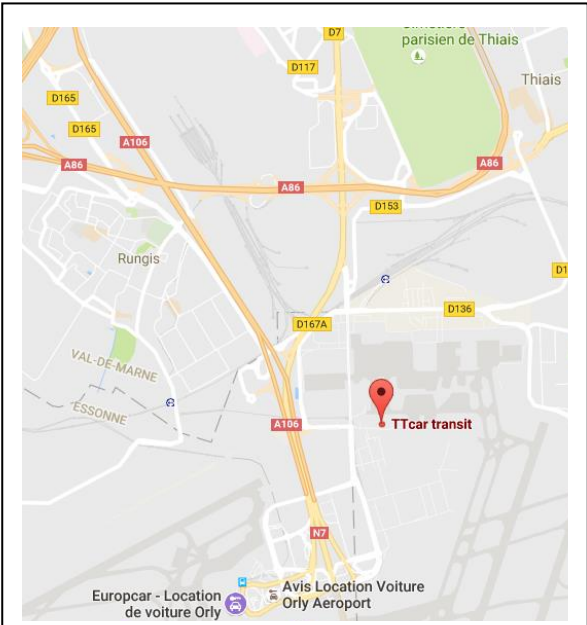 D7
parisien de Thiais
D117
Thiais
D165
D165
A106
A86
A86
A86
D153
Rungis
D1
D136
D167A
VAL-DE-MARNE
ESSONNE
A106
TTcar transit
N7
Europcar - Location
de voiture Orly
Avis Location Voiture
Orly Aeroport